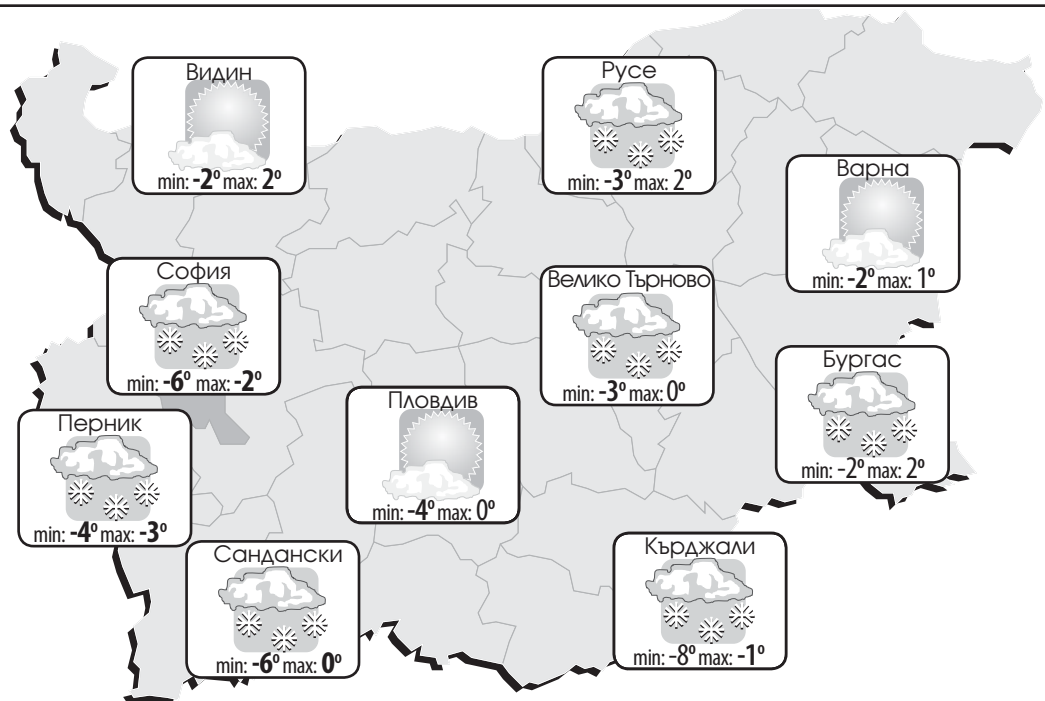 Видин
min: -2° max: 2°
Русе
min: -3° max: 2°
Варна
min: -2° max: 1°
София
min: -6° max: -2°
Велико Търново
min: -3° max: 0°
Бургас
min: -2° max: 2°
Пловдив
min: -4° max: 0°
Перник
min: -4° max: -3°
Сандански
min: -6° max: 0°
Кърджали
min: -8° max: -1°